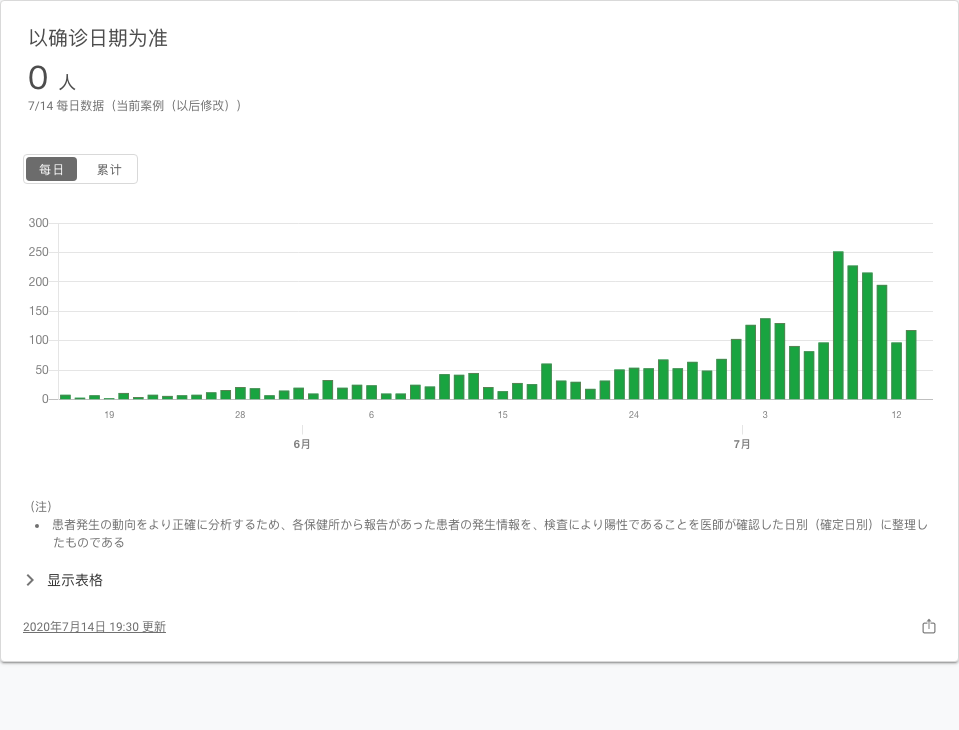 以确诊日期为准
0 人
7/14 每日数据（当前案例（以后修改））
每日 累计
300
250
200
150
100
50
0
19 28 6 15 24 3 12
6月 7月
（注）
• 患者発生の動向をより正確に分析するため、各保健所から報告があった患者の発生情報を、検査により陽性であることを医師が確認した日別（確定日別）に整理し
たものである
显示表格
2020年7月14日 19:30 更新